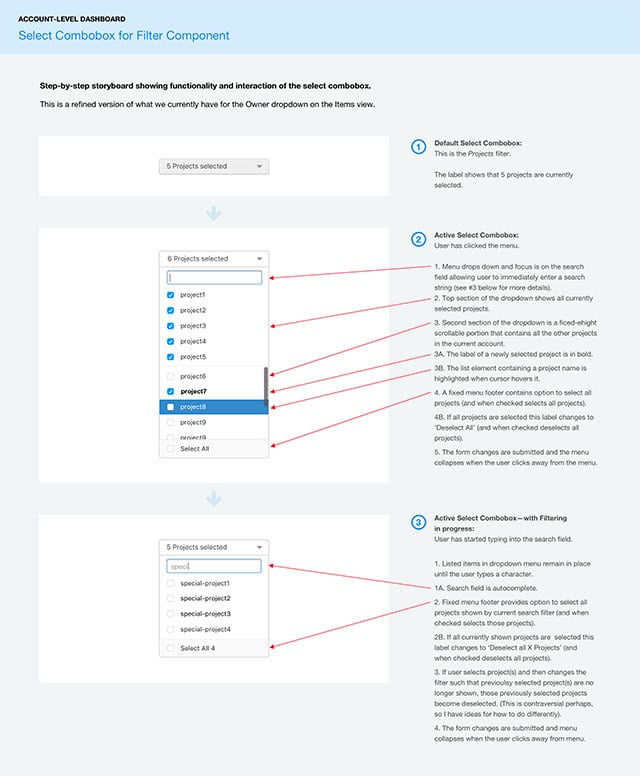 ACCOUNT-LEVEL DASHBOARD
Select Combobox for Filter Component
Step-by-step storyboard showing functionality and interaction of the select combobox.
This is a refined version of what we currently have for the Owner dropdown on the Items view.
5 Projects selected
1
Default Select Combobox:
This is the Projects filter.
The label shows that 5 projects are currently
selected.
6 Projects selected
project1
project2
project3
project4
project5
project6
project7
project8
project9
project9
Select All
2
Active Select Combobox:
User has clicked the menu.
1. Menu drops down and focus is on the search
field allowing user to immediately enter a search
string (see #3 below for more details).
2. Top section of the dropdown shows all currently
selected projects.
3. Second section of the dropdown is a ficed-ehight
scrollable portion that contains all the other projects
in the current account.
3A. The label of a newly selected project is in bold.
3B. The list element containing a project name is
highlighted when cursor hovers it.
4. A fixed menu footer contains option to select all
projects (and when checked selects all projects).
4B. If all projects are selected this label changes to
'Deselect All' (and when checked deselects all
projects).
5. The form changes are submitted and the menu
collapses when the user clicks away from the menu.
5 Projects selected
speci
special-project1
special-project2
special-project3
special-project4
Select All 4
3
Active Select Combobox—with Filtering
in progress:
User has started typing into the search field.
1. Listed items in dropdown menu remain in place
until the user types a character.
1A. Search field is autocomplete.
2. Fixed menu footer provides option to select all
projects shown by current search filter (and when
checked selects those projects).
2B. If all currently shown projects are selected this
label changes to 'Deselect all X Projects' (and
when checked deselects all projects).
3. If user selects project(s) and then changes the
filter such that previoulsy selected project(s) are no
longer shown, those previously selected projects
become deselected. (This is contraversial perhaps,
so I have ideas for how to do differently).
4. The form changes are submitted and menu
collapses when the user clicks away from menu.